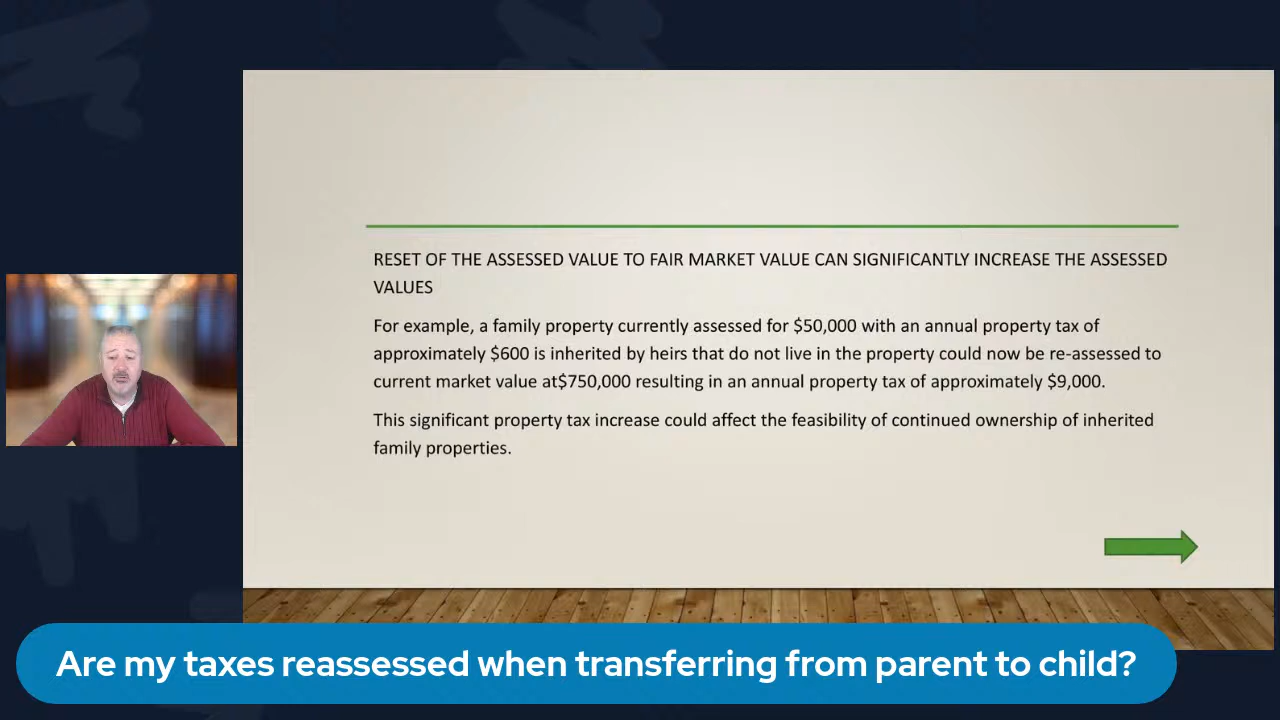 RESET OF THE ASSESSED VALUE TO FAIR MARKET VALUE CAN SIGNIFICANTLY INCREASE THE ASSESSED
VALUES
For example, a family property currently assessed for $50,000 with an annual property tax of
approximately $600 is inherited by heirs that do not live in the property could now be re-assessed to
current market value at$750,000 resulting in an annual property tax of approximately $9,000.
This significant property tax increase could affect the feasibility of continued ownership of inherited
family properties.
Are my taxes reassessed when transferring from parent to child?